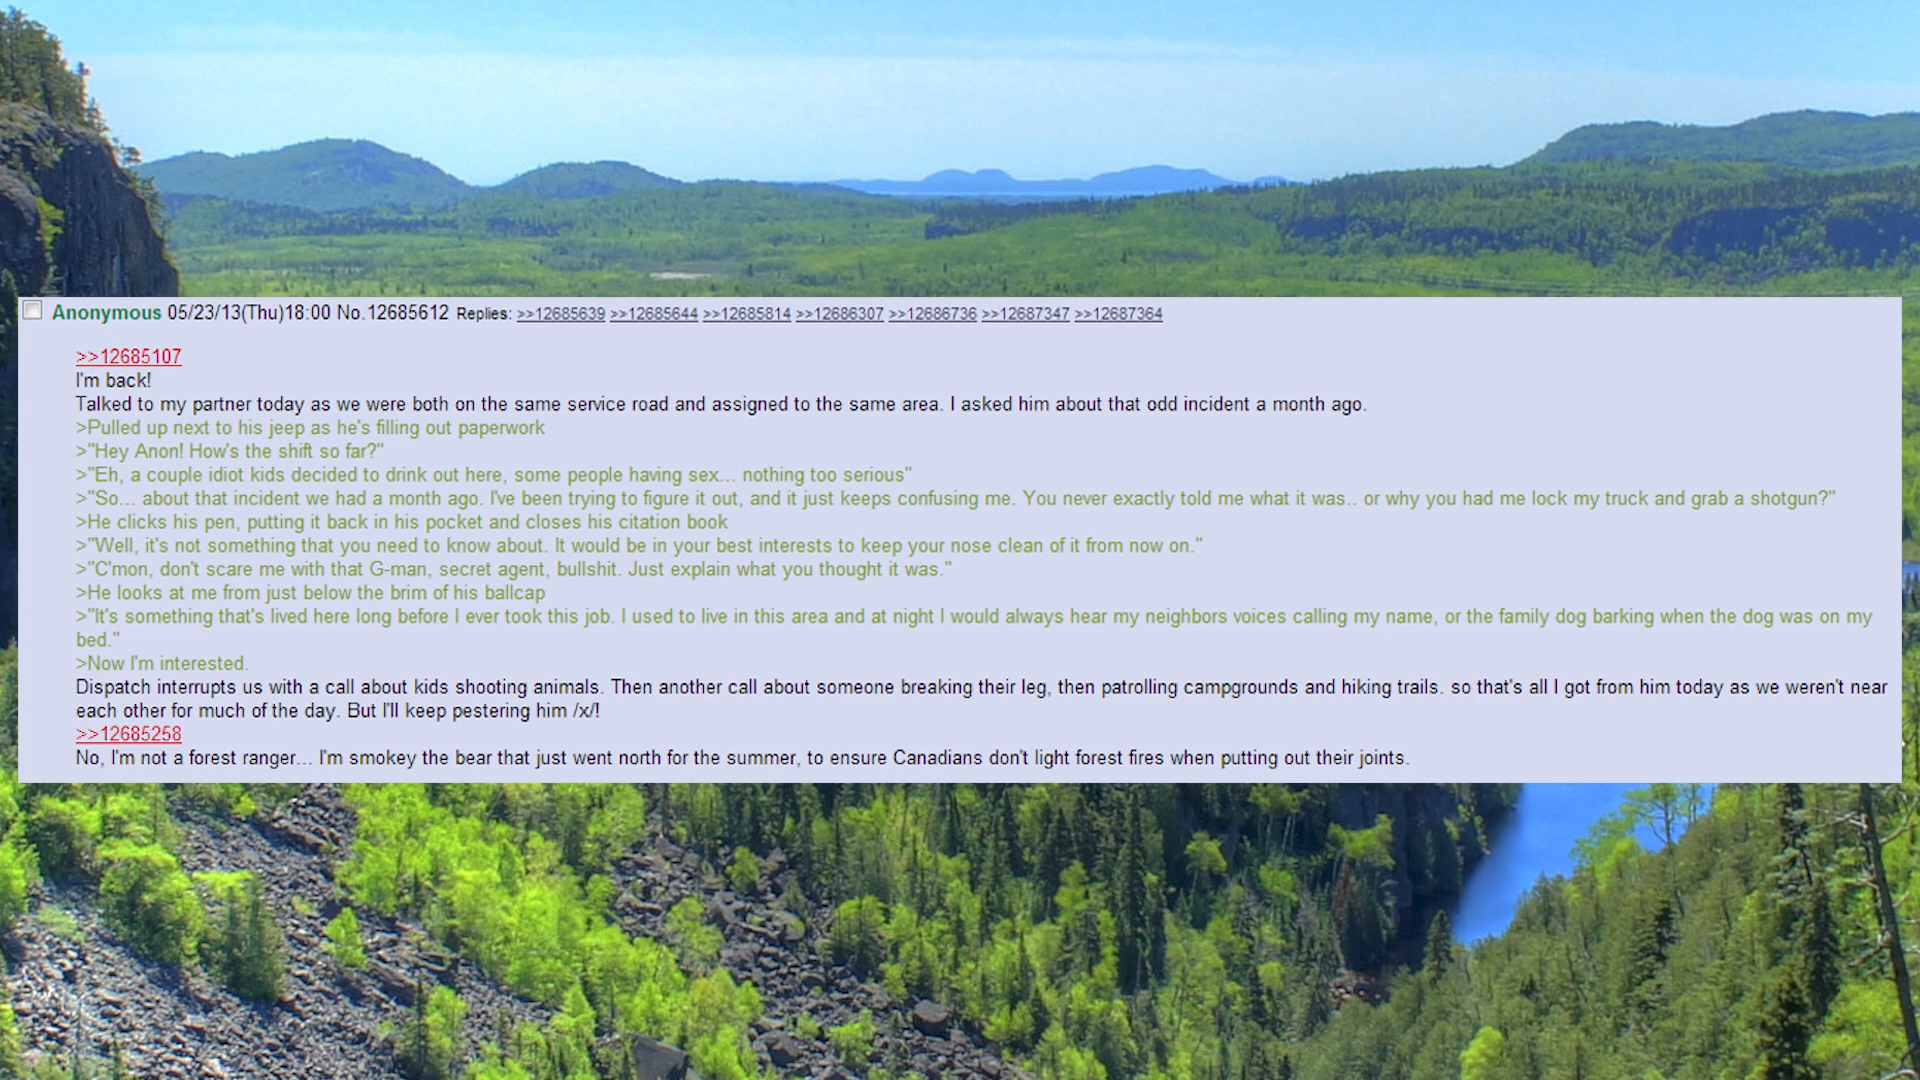 Anonymous 05/23/13(Thu)18:00 No.12685612 Replies: >>12685639 >>12685644 >>12685814 >>12686307 >>12686736 >>12687347 >>12687364
>>12685107
I'm back!
Talked to my partner today as we were both on the same service road and assigned to the same area. I asked him about that odd incident a month ago.
>Pulled up next to his jeep as he's filling out paperwork
>"Hey Anon! How's the shift so far?"
>"Eh, a couple idiot kids decided to drink out here, some people having sex... nothing too serious"
>"So... about that incident we had a month ago. I've been trying to figure it out, and it just keeps confusing me. You never exactly told me what it was.. or why you had me lock my truck and grab a shotgun?"
>He clicks his pen, putting it back in his pocket and closes his citation book
>"Well, it's not something that you need to know about. It would be in your best interests to keep your nose clean of it from now on."
>"C'mon, don't scare me with that G-man, secret agent, bullshit. Just explain what you thought it was."
>He looks at me from just below the brim of his ballcap
>"It's something that's lived here long before I ever took this job. I used to live in this area and at night I would always hear my neighbors voices calling my name, or the family dog barking when the dog was on my
bed."
>Now I'm interested.
Dispatch interrupts us with a call about kids shooting animals. Then another call about someone breaking their leg, then patrolling campgrounds and hiking trails. so that's all I got from him today as we weren't near
each other for much of the day. But I'll keep pestering him /x/!
>>12685258
No, I'm not a forest ranger... I'm smokey the bear that just went north for the summer, to ensure Canadians don't light forest fires when putting out their joints.